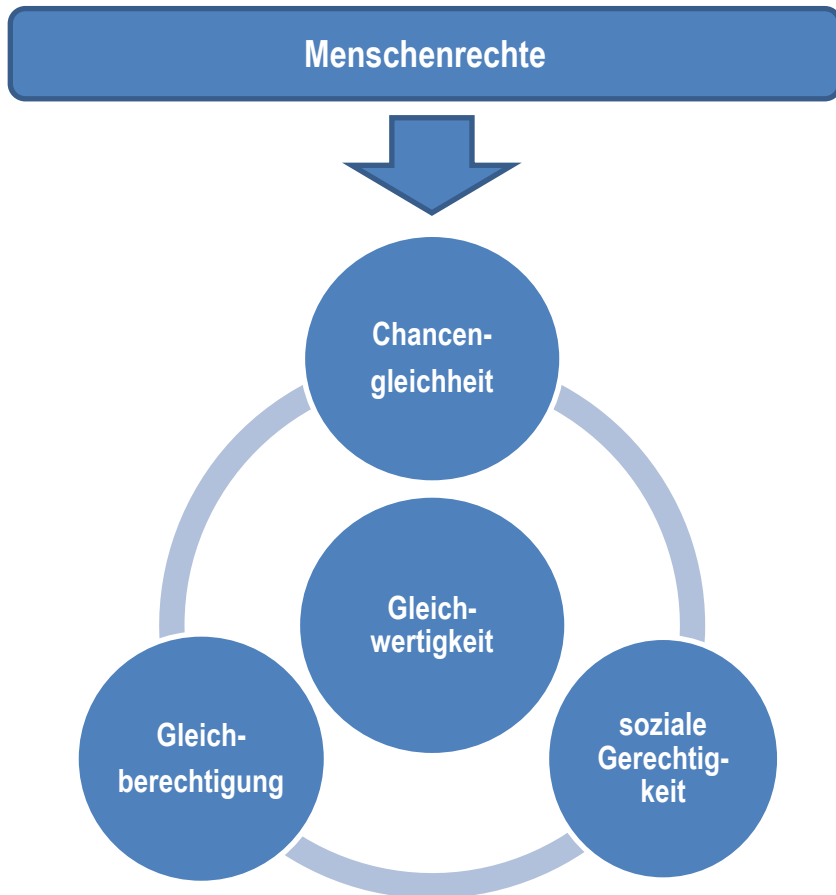 Menschenrechte
Chancen-
gleichheit
Gleich-
wertigkeit
Gleich-
berechtigung
soziale
Gerechtig-
keit